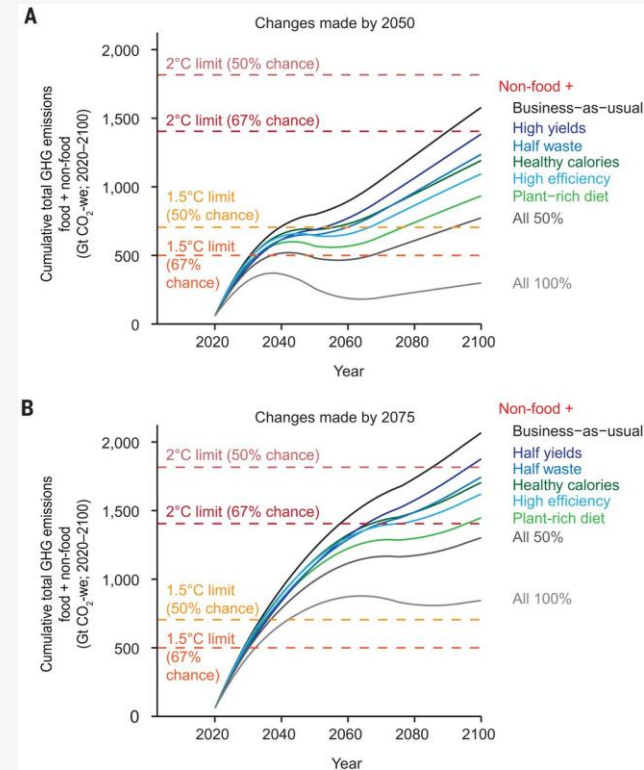 A
Changes made by 2050
Cumulative total GHG emissions
food + non-food
(Gt CO₂-we; 2020–2100)
2,000
1,500
1,000
500
0
2°C limit (50% chance)
2°C limit (67% chance)
1.5°C limit
(50% chance)
1.5°C limit
(67%
chance)
Non-food +
Business-as-usual
High yields
Half waste
Healthy calories
High efficiency
Plant-rich diet
All 50%
All 100%
2020 2040 2060 2080 2100
Year
B
Changes made by 2075
Cumulative total GHG emissions
food + non-food
(Gt CO₂-we; 2020–2100)
2,000
1,500
1,000
500
0
2°C limit (50% chance)
2°C limit (67% chance)
1.5°C limit
(50% chance)
1.5°C limit
(67%
chance)
Non-food +
Business-as-usual
Half yields
Half waste
Healthy calories
High efficiency
Plant-rich diet
All 50%
All 100%
2020 2040 2060 2080 2100
Year